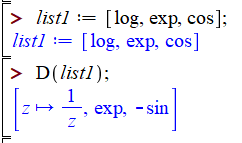 > list1 := [log, exp, cos];
list1 := [log, exp, cos]
> D(list1);
[z ↦ 1/z, exp, −sin]